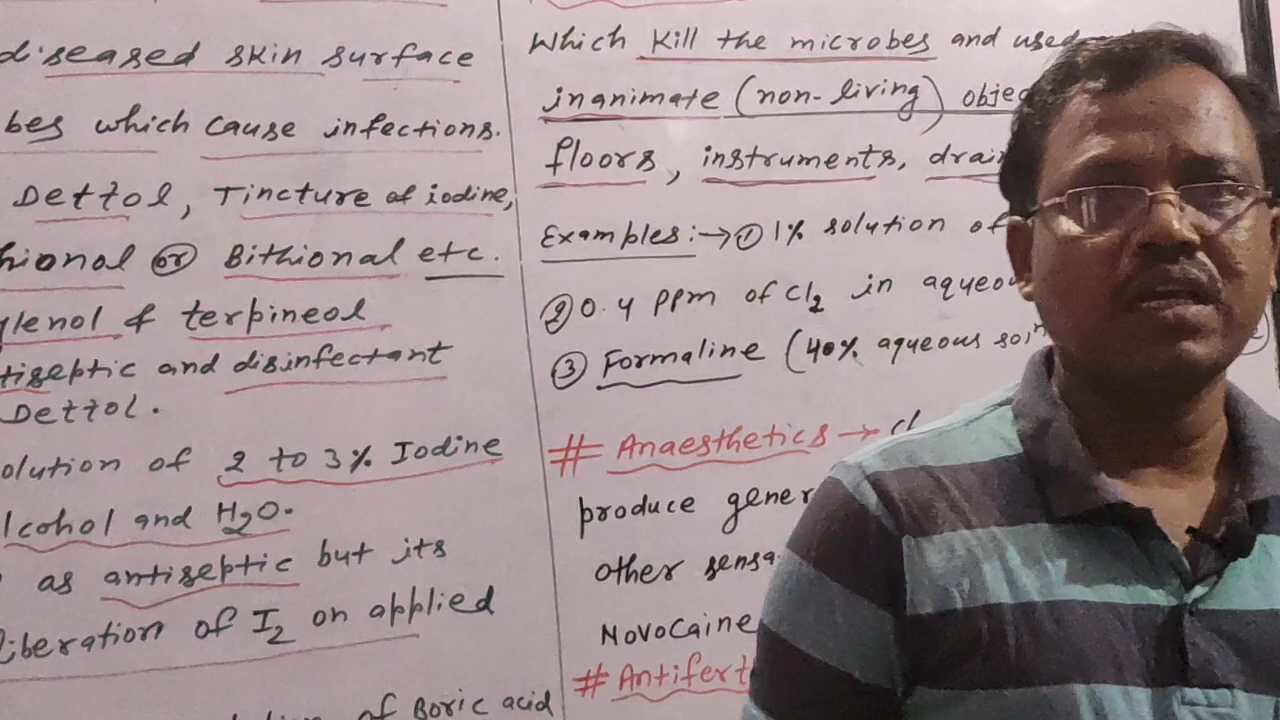 diseased skin surface
bes which cause infections.
Dettol, Tincture of iodine,
hional or Bithional etc.
ylenol & terpineol
tiseptic and disinfectant
Dettol.
olution of 2 to 3% Iodine
lcohol and H2O.
as antiseptic but its
liberation of I2 on applied
of Boric acid
Which kill the microbes and used
inanimate (non-living) objec
floors, instruments, drai
Examples:→① 1% solution of
② 0.4 ppm of Cl2 in aqueou
③ Formaline (40% aqueous soln
# Anaesthetics →
produce gener
other sensa
Novocaine
# Antifert